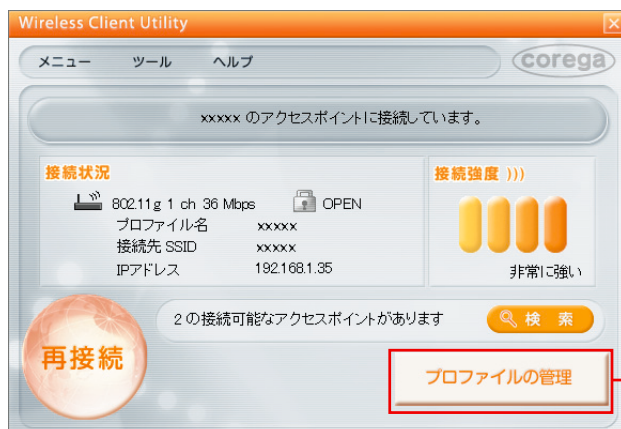 Wireless Client Utility
メニュー ツール ヘルプ corega
xxxxx のアクセスポイントに接続しています。
接続状況
802.11g 1 ch 36 Mbps OPEN
プロファイル名 xxxxx
接続先 SSID xxxxx
IPアドレス 192.168.1.35
接続強度 )))
非常に強い
2 の接続可能なアクセスポイントがあります 検 索
再接続
プロファイルの管理